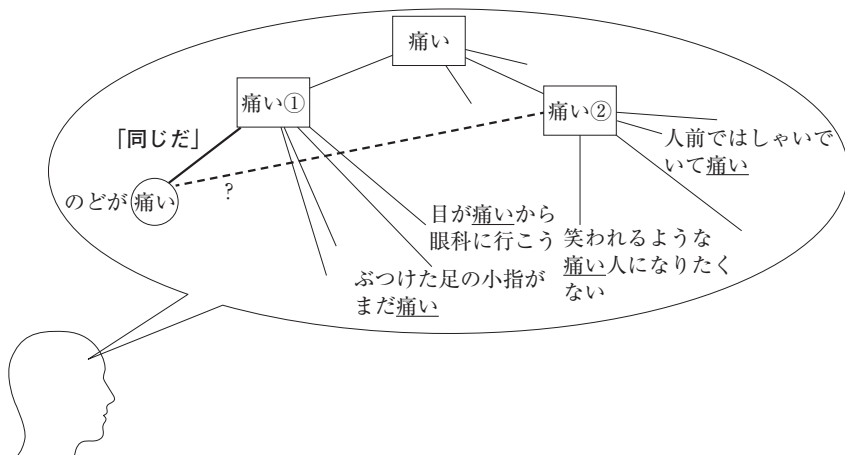 痛い
痛い①
痛い②
「同じだ」
のどが痛い
?
人前ではしゃいで
いて痛い
目が痛いから
眼科に行こう
ぶつけた足の小指が
まだ痛い
笑われるような
痛い人になりたく
ない